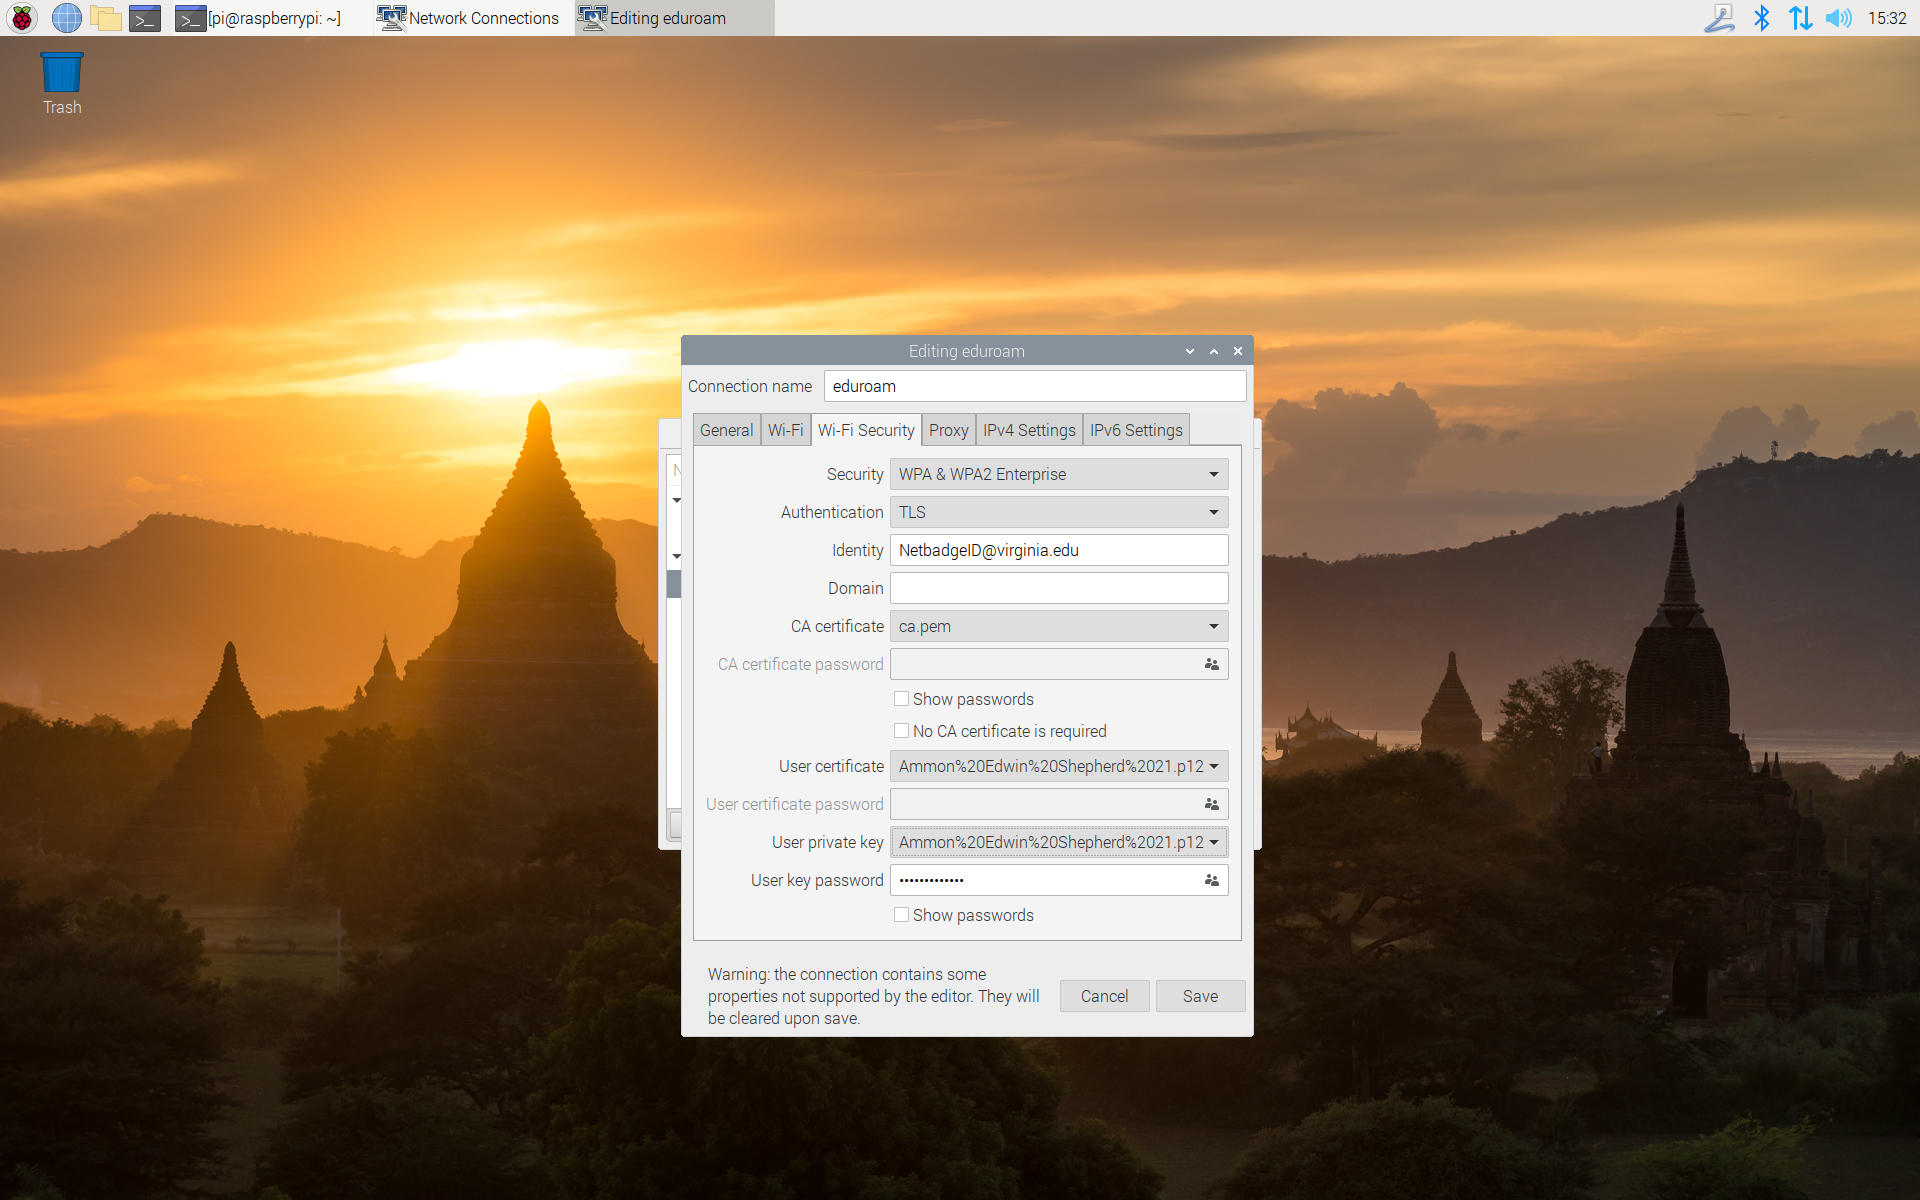 [pi@raspberrypi: ~] Network Connections Editing eduroam 15:32
Trash
Editing eduroam
Connection name eduroam
General Wi-Fi Wi-Fi Security Proxy IPv4 Settings IPv6 Settings
Security WPA & WPA2 Enterprise
Authentication TLS
Identity NetbadgeID@virginia.edu
Domain
CA certificate ca.pem
CA certificate password
Show passwords
No CA certificate is required
User certificate Ammon%20Edwin%20Shepherd%2021.p12
User certificate password
User private key Ammon%20Edwin%20Shepherd%2021.p12
User key password •••••••••••••
Show passwords
Warning: the connection contains some
properties not supported by the editor. They will
be cleared upon save.
Cancel Save